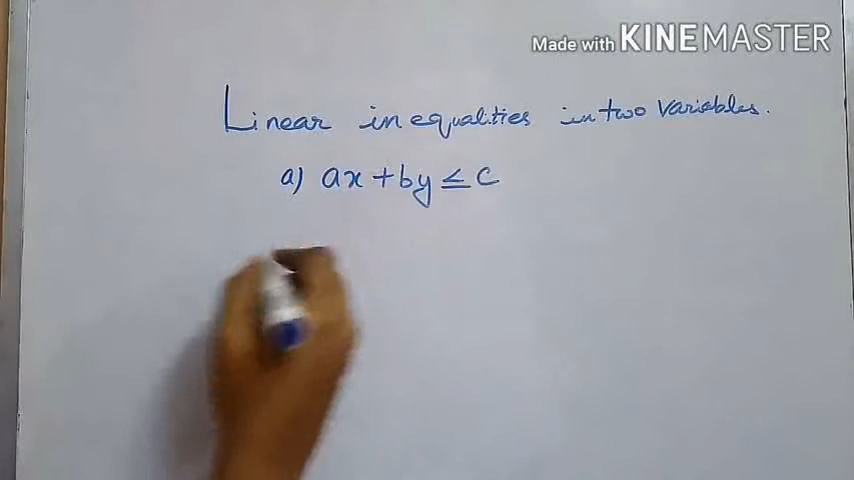 Made with KINEMASTER
Linear inequalities in two variables.
a) ax + by ≤ c